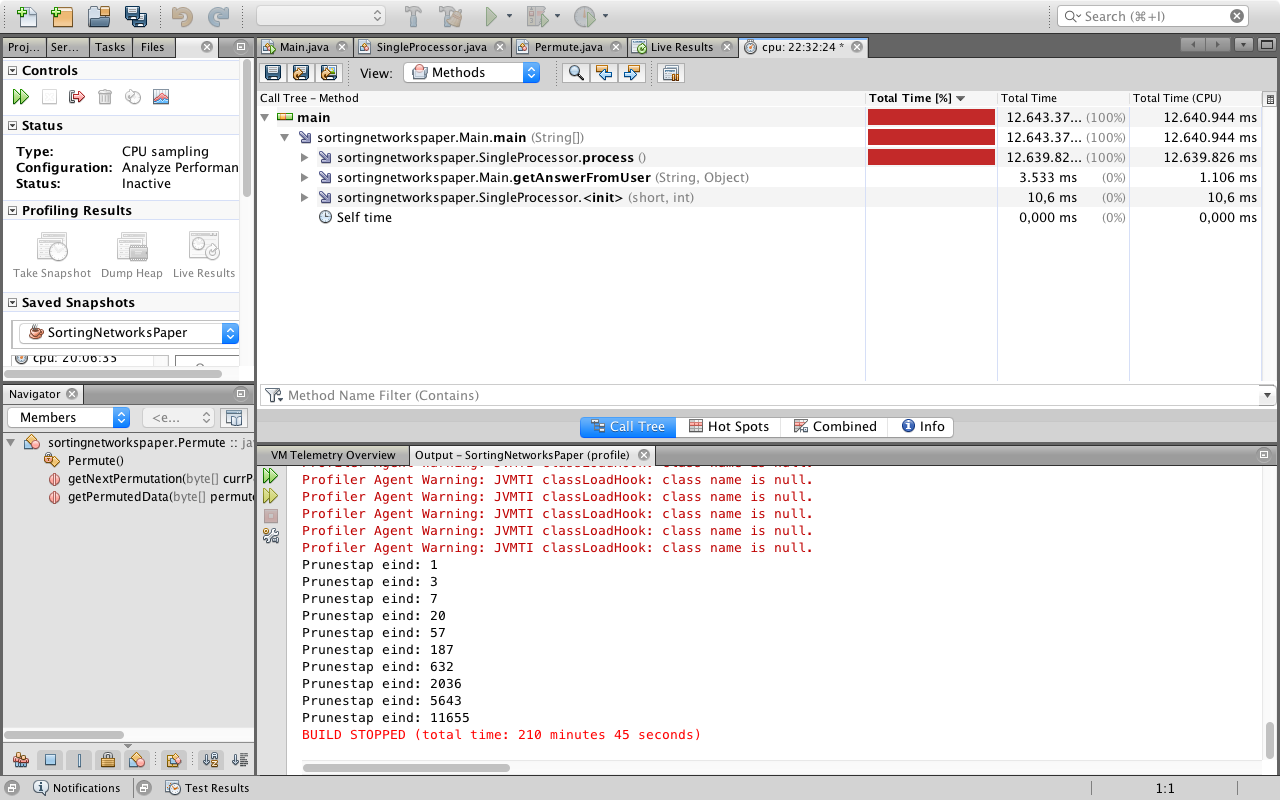 Search (⌘+I)
Proj... Ser... Tasks Files
Main.java SingleProcessor.java Permute.java Live Results cpu: 22:32:24 *
Controls
Status
Type: CPU sampling
Configuration: Analyze Performan
Status: Inactive
Profiling Results
Take Snapshot Dump Heap Live Results
Saved Snapshots
SortingNetworksPaper
cpu: 20:06:35
View: Methods
Call Tree – Method Total Time [%] Total Time Total Time (CPU)
main 12.643.37... (100%) 12.640.944 ms
sortingnetworkspaper.Main.main (String[]) 12.643.37... (100%) 12.640.944 ms
sortingnetworkspaper.SingleProcessor.process () 12.639.82... (100%) 12.639.826 ms
sortingnetworkspaper.Main.getAnswerFromUser (String, Object) 3.533 ms (0%) 1.106 ms
sortingnetworkspaper.SingleProcessor.<init> (short, int) 10,6 ms (0%) 10,6 ms
Self time 0,000 ms (0%) 0,000 ms
Method Name Filter (Contains)
Call Tree Hot Spots Combined Info
Navigator
Members <e...
sortingnetworkspaper.Permute :: ja
Permute()
getNextPermutation(byte[] currP
getPermutedData(byte[] permute
VM Telemetry Overview Output – SortingNetworksPaper (profile)
Profiler Agent Warning: JVMTI classLoadHook: class name is null.
Profiler Agent Warning: JVMTI classLoadHook: class name is null.
Profiler Agent Warning: JVMTI classLoadHook: class name is null.
Profiler Agent Warning: JVMTI classLoadHook: class name is null.
Profiler Agent Warning: JVMTI classLoadHook: class name is null.
Profiler Agent Warning: JVMTI classLoadHook: class name is null.
Prunestap eind: 1
Prunestap eind: 3
Prunestap eind: 7
Prunestap eind: 20
Prunestap eind: 57
Prunestap eind: 187
Prunestap eind: 632
Prunestap eind: 2036
Prunestap eind: 5643
Prunestap eind: 11655
BUILD STOPPED (total time: 210 minutes 45 seconds)
Notifications Test Results 1:1